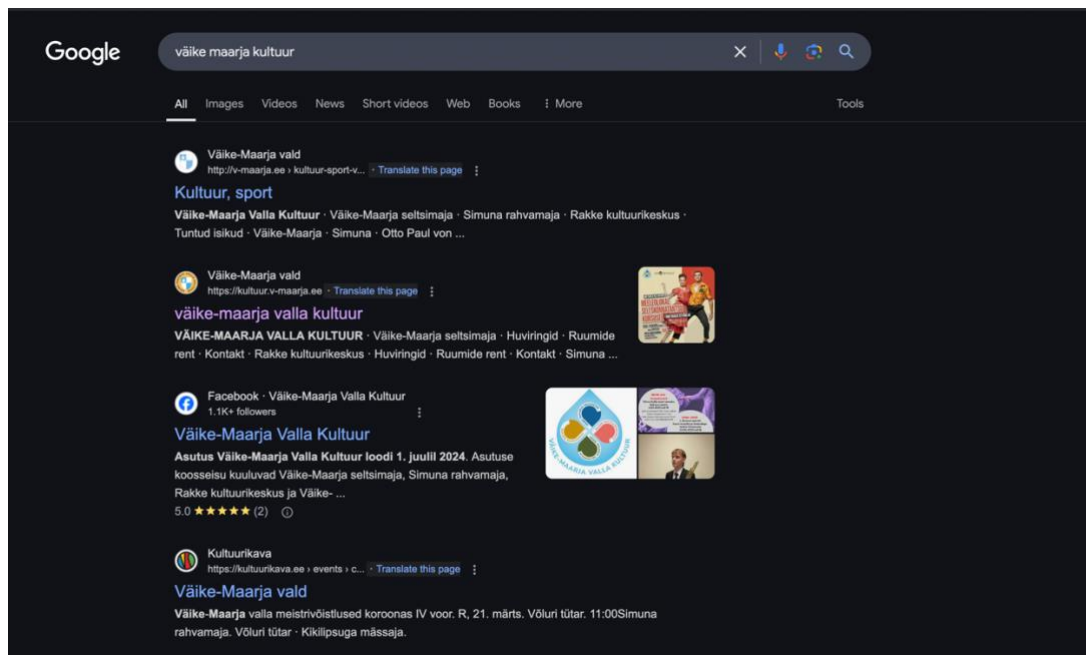 Google
väike maarja kultuur
All Images Videos News Short videos Web Books More Tools
Väike-Maarja vald
http://v-maarja.ee › kultuur-sport-v... · Translate this page
Kultuur, sport
Väike-Maarja Valla Kultuur · Väike-Maarja seltsimaja · Simuna rahvamaja · Rakke kultuurikeskus ·
Tuntud isikud · Väike-Maarja · Simuna · Otto Paul von ...
Väike-Maarja vald
https://kultuur.v-maarja.ee · Translate this page
väike-maarja valla kultuur
VÄIKE-MAARJA VALLA KULTUUR · Väike-Maarja seltsimaja · Huviringid · Ruumide
rent · Kontakt · Rakke kultuurikeskus · Huviringid · Ruumide rent · Kontakt · Simuna ...
Facebook · Väike-Maarja Valla Kultuur
1.1K+ followers
Väike-Maarja Valla Kultuur
Asutus Väike-Maarja Valla Kultuur loodi 1. juulil 2024. Asutuse
koosseisu kuuluvad Väike-Maarja seltsimaja, Simuna rahvamaja,
Rakke kultuurikeskus ja Väike- ...
5.0 ★★★★★ (2)
VÄIKE-MAARJA VALLA KULTUUR
Kultuurikava
https://kultuurikava.ee › events › c... · Translate this page
Väike-Maarja vald
Väike-Maarja valla meistrivõistlused koroonas IV voor. R, 21. märts. Võluri tütar. 11:00Simuna
rahvamaja. Võluri tütar · Kikilipsuga mässaja.